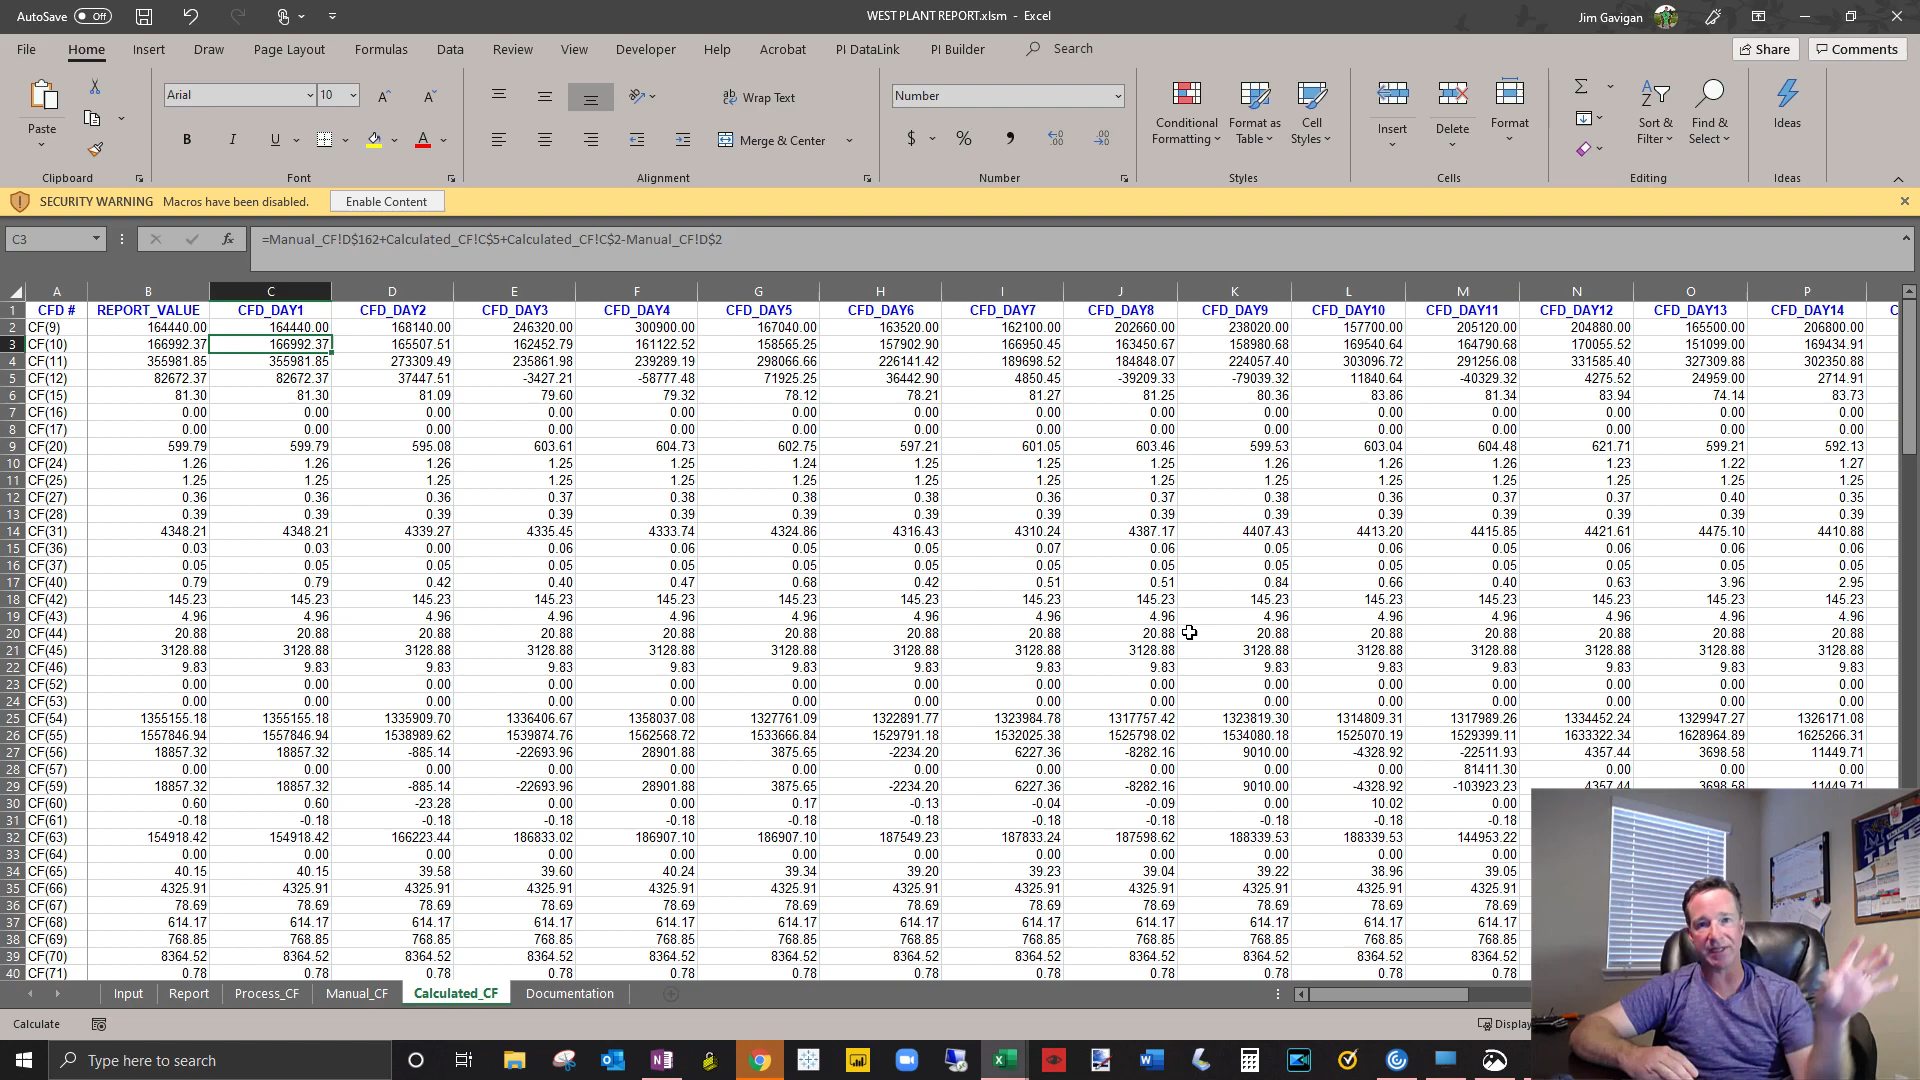 AutoSave Off WEST PLANT REPORT.xlsm - Excel Jim Gavigan
File Home Insert Draw Page Layout Formulas Data Review View Developer Help Acrobat PI DataLink PI Builder Search Share Comments
Paste Arial 10 Wrap Text Number Conditional Formatting Format as Table Cell Styles Insert Delete Format Sort & Filter Find & Select Ideas
B I U Merge & Center $ %
Clipboard Font Alignment Number Styles Cells Editing Ideas
SECURITY WARNING Macros have been disabled. Enable Content
C3 fx =Manual_CF!D$162+Calculated_CF!C$5+Calculated_CF!C$2-Manual_CF!D$2
A B C D E F G H I J K L M N O P
1 CFD # REPORT_VALUE CFD_DAY1 CFD_DAY2 CFD_DAY3 CFD_DAY4 CFD_DAY5 CFD_DAY6 CFD_DAY7 CFD_DAY8 CFD_DAY9 CFD_DAY10 CFD_DAY11 CFD_DAY12 CFD_DAY13 CFD_DAY14 C
2 CF(9) 164440.00 164440.00 168140.00 246320.00 300900.00 167040.00 163520.00 162100.00 202660.00 238020.00 157700.00 205120.00 204880.00 165500.00 206800.00
3 CF(10) 166992.37 166992.37 165507.51 162452.79 161122.52 158565.25 157902.90 166950.45 163450.67 158980.68 169540.64 164790.68 170055.52 151099.00 169434.91
4 CF(11) 355981.85 355981.85 273309.49 235861.98 239289.19 298066.66 226141.42 189698.52 184848.07 224057.40 303096.72 291256.08 331585.40 327309.88 302350.88
5 CF(12) 82672.37 82672.37 37447.51 -3427.21 -58777.48 71925.25 36442.90 4850.45 -39209.33 -79039.32 11840.64 -40329.32 4275.52 24959.00 2714.91
6 CF(15) 81.30 81.30 81.09 79.60 79.32 78.12 78.21 81.27 81.25 80.36 83.86 81.34 83.94 74.14 83.73
7 CF(16) 0.00 0.00 0.00 0.00 0.00 0.00 0.00 0.00 0.00 0.00 0.00 0.00 0.00 0.00 0.00
8 CF(17) 0.00 0.00 0.00 0.00 0.00 0.00 0.00 0.00 0.00 0.00 0.00 0.00 0.00 0.00 0.00
9 CF(20) 599.79 599.79 595.08 603.61 604.73 602.75 597.21 601.05 603.46 599.53 603.04 604.48 621.71 599.21 592.13
10 CF(24) 1.26 1.26 1.26 1.25 1.25 1.24 1.25 1.25 1.25 1.26 1.26 1.26 1.23 1.22 1.27
11 CF(25) 1.25 1.25 1.25 1.25 1.25 1.25 1.25 1.25 1.25 1.25 1.25 1.25 1.25 1.25 1.25
12 CF(27) 0.36 0.36 0.36 0.37 0.38 0.38 0.38 0.36 0.37 0.38 0.36 0.37 0.37 0.40 0.35
13 CF(28) 0.39 0.39 0.39 0.39 0.39 0.39 0.39 0.39 0.39 0.39 0.39 0.39 0.39 0.39 0.39
14 CF(31) 4348.21 4348.21 4339.27 4335.45 4333.74 4324.86 4316.43 4310.24 4387.17 4407.43 4413.20 4415.85 4421.61 4475.10 4410.88
15 CF(36) 0.03 0.03 0.00 0.06 0.06 0.05 0.05 0.07 0.06 0.05 0.06 0.05 0.06 0.06 0.06
16 CF(37) 0.05 0.05 0.05 0.05 0.05 0.05 0.05 0.05 0.05 0.05 0.05 0.05 0.05 0.05 0.05
17 CF(40) 0.79 0.79 0.42 0.40 0.47 0.68 0.42 0.51 0.51 0.84 0.66 0.40 0.63 3.96 2.95
18 CF(42) 145.23 145.23 145.23 145.23 145.23 145.23 145.23 145.23 145.23 145.23 145.23 145.23 145.23 145.23 145.23
19 CF(43) 4.96 4.96 4.96 4.96 4.96 4.96 4.96 4.96 4.96 4.96 4.96 4.96 4.96 4.96 4.96
20 CF(44) 20.88 20.88 20.88 20.88 20.88 20.88 20.88 20.88 20.88 20.88 20.88 20.88 20.88 20.88 20.88
21 CF(45) 3128.88 3128.88 3128.88 3128.88 3128.88 3128.88 3128.88 3128.88 3128.88 3128.88 3128.88 3128.88 3128.88 3128.88 3128.88
22 CF(46) 9.83 9.83 9.83 9.83 9.83 9.83 9.83 9.83 9.83 9.83 9.83 9.83 9.83 9.83 9.83
23 CF(52) 0.00 0.00 0.00 0.00 0.00 0.00 0.00 0.00 0.00 0.00 0.00 0.00 0.00 0.00 0.00
24 CF(53) 0.00 0.00 0.00 0.00 0.00 0.00 0.00 0.00 0.00 0.00 0.00 0.00 0.00 0.00 0.00
25 CF(54) 1355155.18 1355155.18 1335909.70 1336406.67 1358037.08 1327761.09 1322891.77 1323984.78 1317757.42 1323819.30 1314809.31 1317989.26 1334452.24 1329947.27 1326171.08
26 CF(55) 1557846.94 1557846.94 1538989.62 1539874.76 1562568.72 1533666.84 1529791.18 1532025.38 1525798.02 1534080.18 1525070.19 1529399.11 1633322.34 1628964.89 1625266.31
27 CF(56) 18857.32 18857.32 -885.14 -22693.96 28901.88 3875.65 -2234.20 6227.36 -8282.16 9010.00 -4328.92 -22511.93 4357.44 3698.58 11449.71
28 CF(57) 0.00 0.00 0.00 0.00 0.00 0.00 0.00 0.00 0.00 0.00 0.00 81411.30 0.00 0.00 0.00
29 CF(59) 18857.32 18857.32 -885.14 -22693.96 28901.88 3875.65 -2234.20 6227.36 -8282.16 9010.00 -4328.92 -103923.23 4357.44 3698.58 11449.71
30 CF(60) 0.60 0.60 -23.28 0.00 0.00 0.17 -0.13 -0.04 -0.09 0.00 10.02 0.00
31 CF(61) -0.18 -0.18 -0.18 -0.18 -0.18 -0.18 -0.18 -0.18 -0.18 -0.18 -0.18 -0.18
32 CF(63) 154918.42 154918.42 166223.44 186833.02 186907.10 186907.10 187549.23 187833.24 187598.62 188339.53 188339.53 144953.22
33 CF(64) 0.00 0.00 0.00 0.00 0.00 0.00 0.00 0.00 0.00 0.00 0.00 0.00
34 CF(65) 40.15 40.15 39.58 39.60 40.24 39.34 39.20 39.23 39.04 39.22 38.96 39.05
35 CF(66) 4325.91 4325.91 4325.91 4325.91 4325.91 4325.91 4325.91 4325.91 4325.91 4325.91 4325.91 4325.91
36 CF(67) 78.69 78.69 78.69 78.69 78.69 78.69 78.69 78.69 78.69 78.69 78.69 78.69
37 CF(68) 614.17 614.17 614.17 614.17 614.17 614.17 614.17 614.17 614.17 614.17 614.17 614.17
38 CF(69) 768.85 768.85 768.85 768.85 768.85 768.85 768.85 768.85 768.85 768.85 768.85 768.85
39 CF(70) 8364.52 8364.52 8364.52 8364.52 8364.52 8364.52 8364.52 8364.52 8364.52 8364.52 8364.52 8364.52
40 CF(71) 0.78 0.78 0.78 0.78 0.78 0.78 0.78 0.78 0.78 0.78 0.78 0.78
Input Report Process_CF Manual_CF Calculated_CF Documentation
Calculate Display
Type here to search